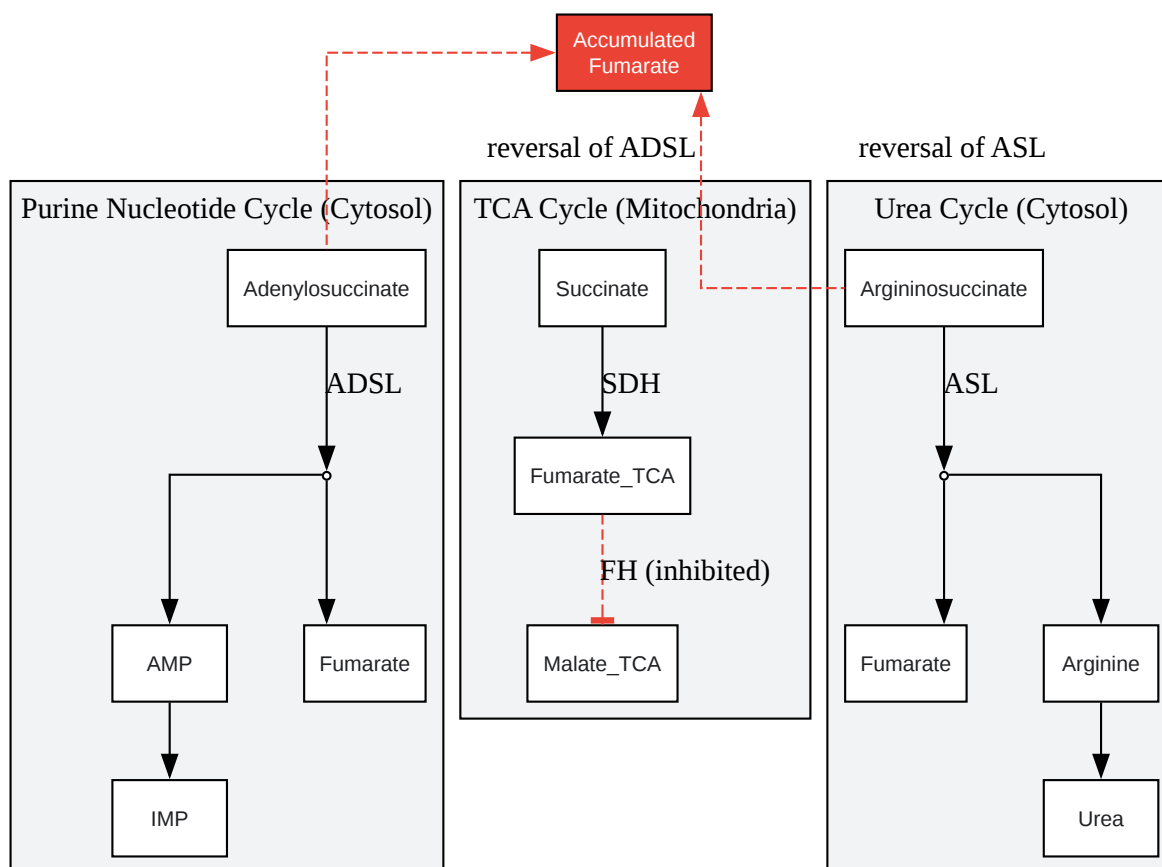 Accumulated
Fumarate
reversal of ADSL
reversal of ASL
Purine Nucleotide Cycle (Cytosol)
TCA Cycle (Mitochondria)
Urea Cycle (Cytosol)
Adenylosuccinate
Succinate
Argininosuccinate
ADSL
SDH
ASL
Fumarate_TCA
FH (inhibited)
AMP
Fumarate
Malate_TCA
Fumarate
Arginine
IMP
Urea